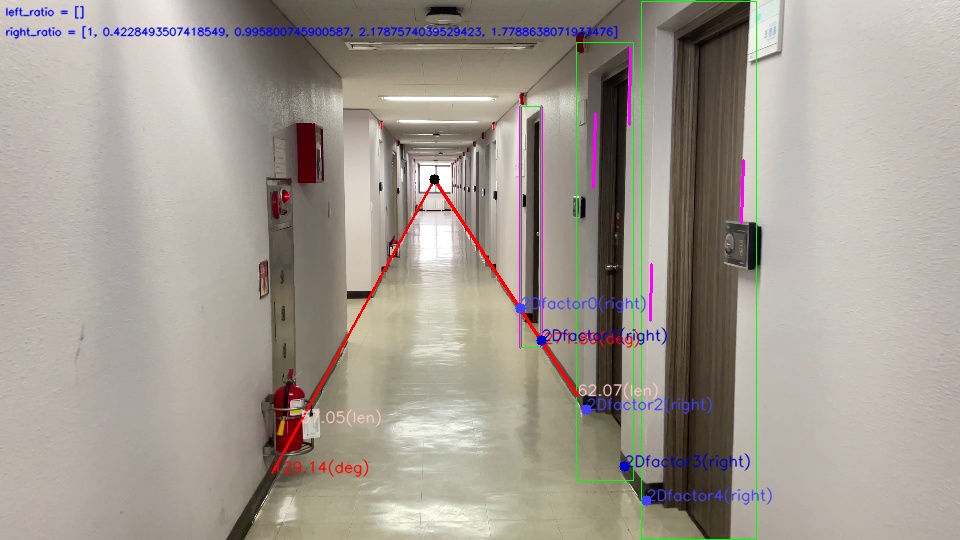 left_ratio = []
right_ratio = [1, 0.4228493507418549, 0.995800745900587, 2.1787574039529423, 1.7788638071937476]
2Dfactor0(right)
2Dfactor1(right)
62.07(len)
2Dfactor2(right)
.05(len)
2Dfactor3(right)
129.14(deg)
2Dfactor4(right)